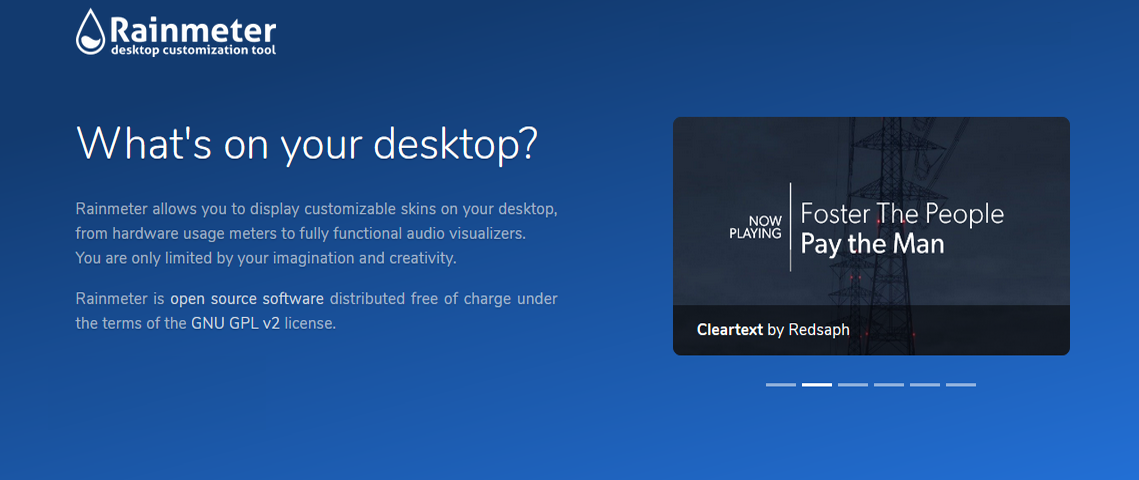 Rainmeter
desktop customization tool
What's on your desktop?
Rainmeter allows you to display customizable skins on your desktop,
from hardware usage meters to fully functional audio visualizers.
You are only limited by your imagination and creativity.
Rainmeter is open source software distributed free of charge under
the terms of the GNU GPL v2 license.
NOW
PLAYING
Foster The People
Pay the Man
Cleartext by Redsaph